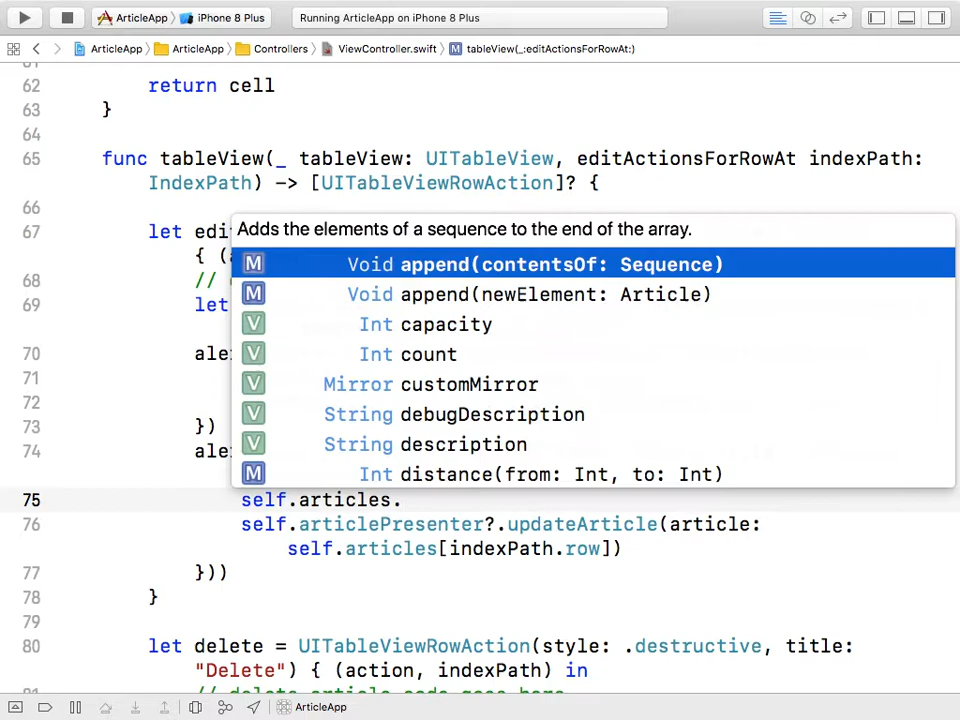 ArticleApp
iPhone 8 Plus
Running ArticleApp on iPhone 8 Plus
ArticleApp
ArticleApp
Controllers
ViewController.swift
M tableView(_:editActionsForRowAt:)
62 return cell
63 }
64
65 func tableView(_ tableView: UITableView, editActionsForRowAt indexPath:
IndexPath) -> [UITableViewRowAction]? {
66
67 let edi
{ (
68 //
69 let
70 ale
71
72
73 })
74 ale
Adds the elements of a sequence to the end of the array.
M Void append(contentsOf: Sequence)
M Void append(newElement: Article)
V Int capacity
V Int count
V Mirror customMirror
V String debugDescription
V String description
M Int distance(from: Int, to: Int)
75 self.articles.
76 self.articlePresenter?.updateArticle(article:
self.articles[indexPath.row])
77 }))
78 }
79
80 let delete = UITableViewRowAction(style: .destructive, title:
"Delete") { (action, indexPath) in
// delete article code goes here
ArticleApp